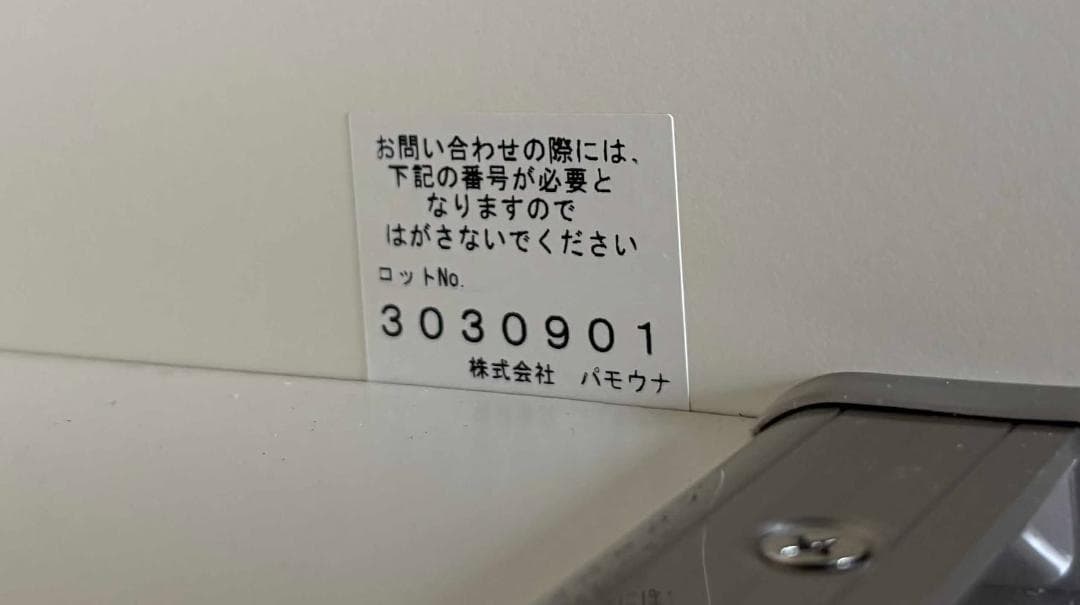 お問い合わせの際には、
下記の番号が必要と
なりますので
はがさないでください
ロットNo.
3030901
株式会社 パモウナ